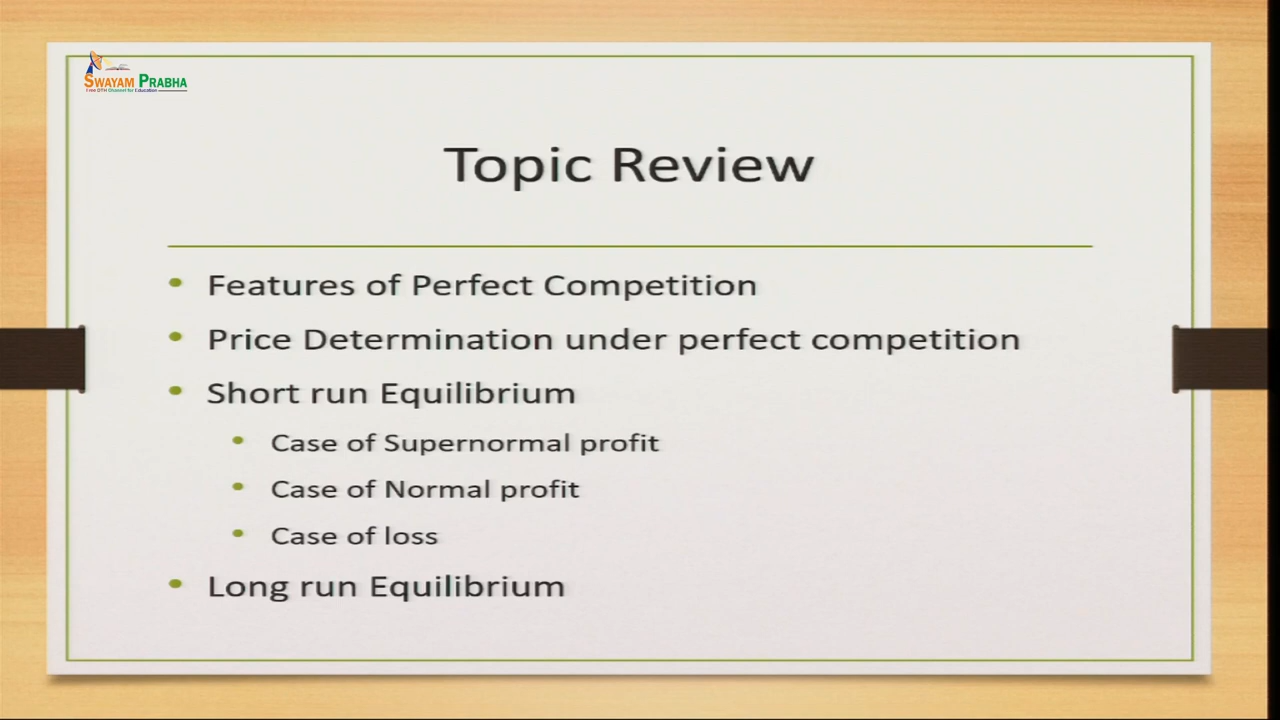 SWAYAM PRABHA
Free DTH Channel for Education
Topic Review
• Features of Perfect Competition
• Price Determination under perfect competition
• Short run Equilibrium
• Case of Supernormal profit
• Case of Normal profit
• Case of loss
• Long run Equilibrium